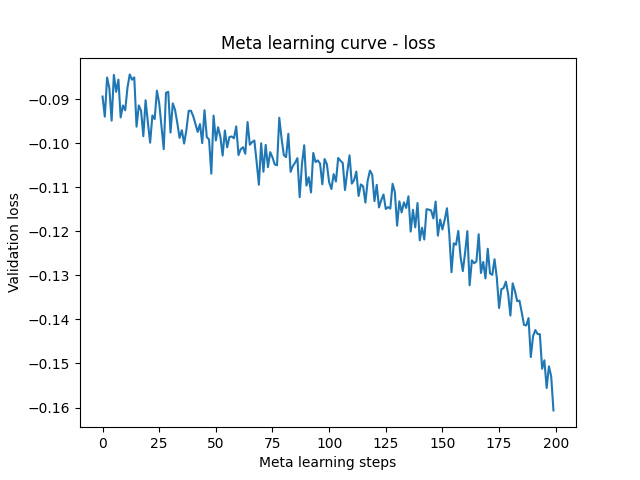 Meta learning curve - loss
Validation loss
−0.09
−0.10
−0.11
−0.12
−0.13
−0.14
−0.15
−0.16
0 25 50 75 100 125 150 175 200
Meta learning steps